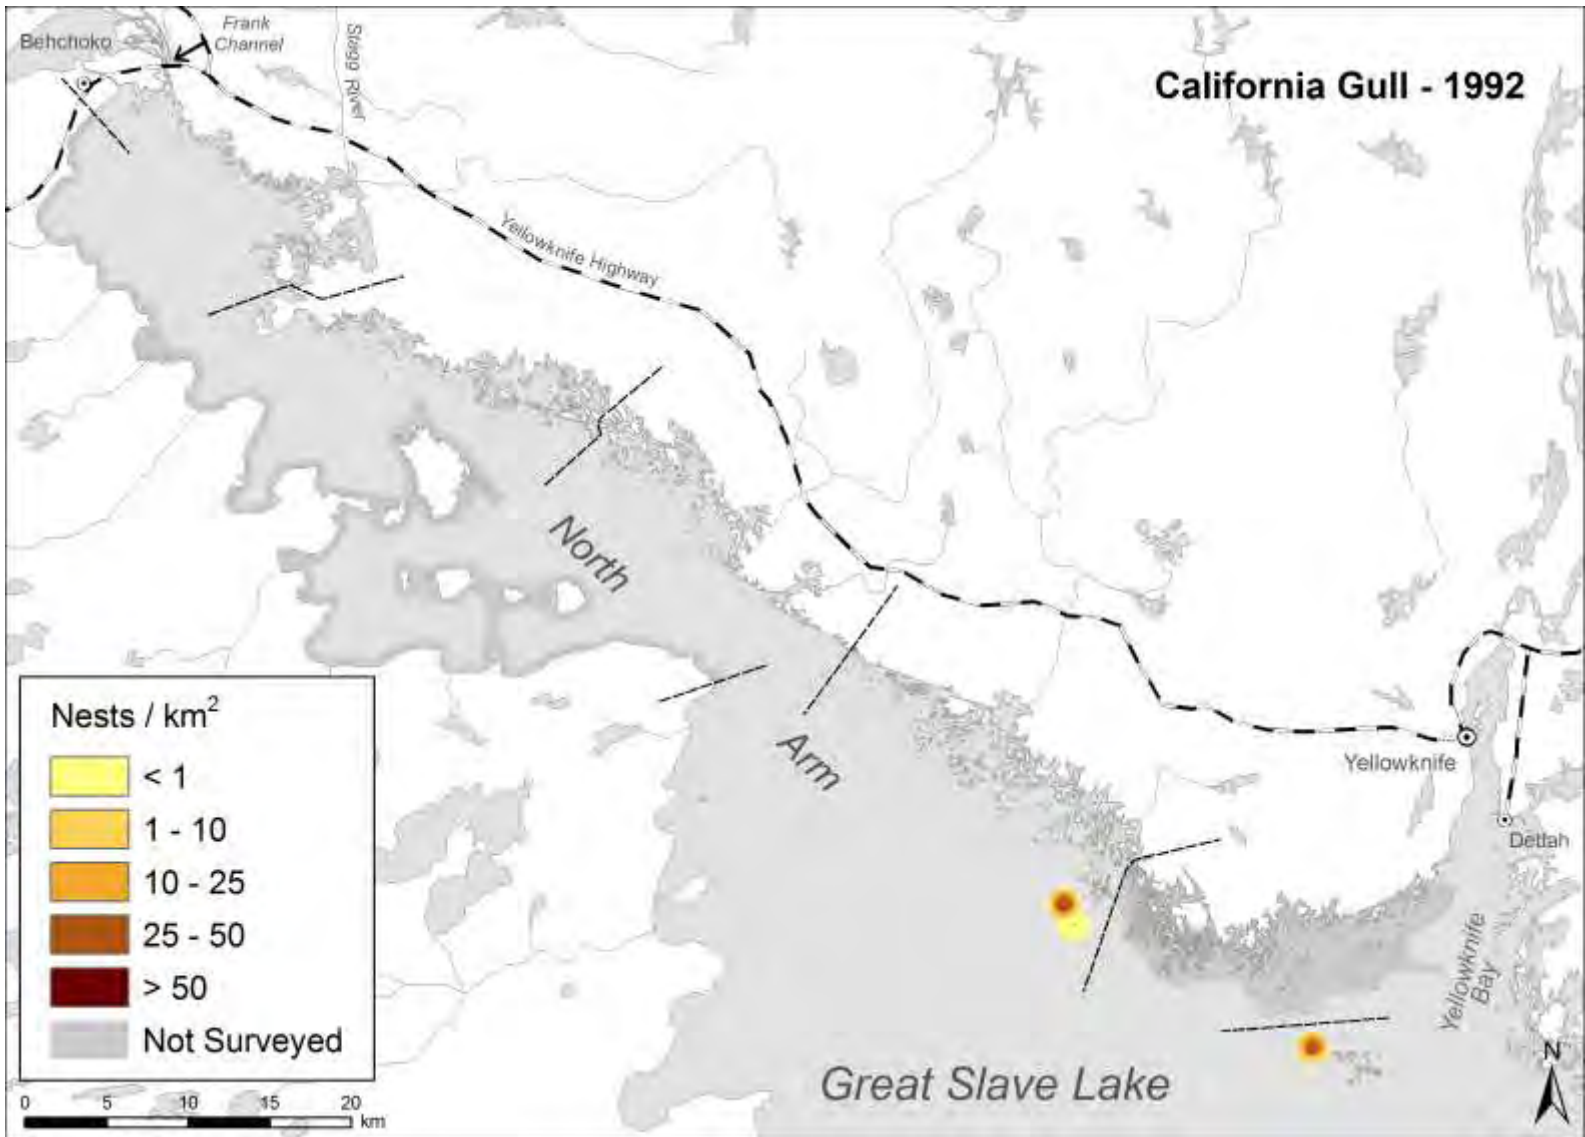 Behchoko
Frank
Channel
Stagg River
California Gull - 1992
Yellowknife Highway
North
Arm
Yellowknife
Dettah
Yellowknife
Bay
Great Slave Lake
N
Nests / km²
< 1
1 - 10
10 - 25
25 - 50
> 50
Not Surveyed
0 5 10 15 20
km